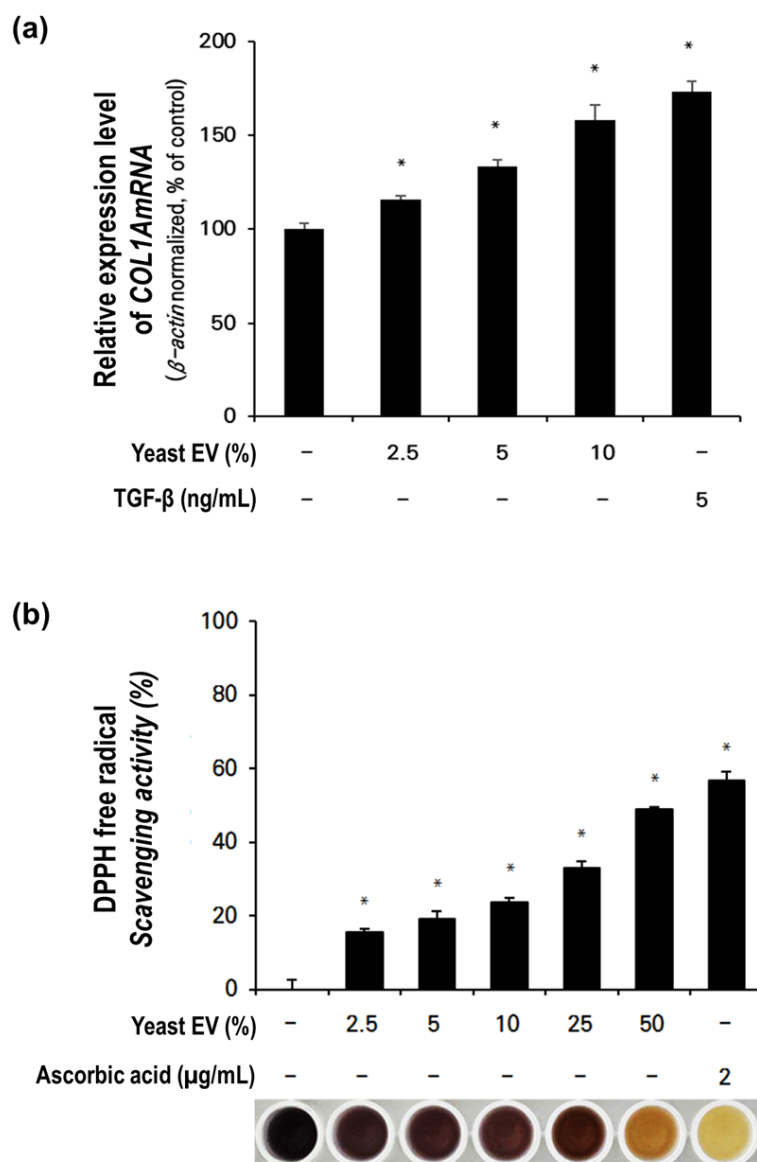 (a)
Relative expression level
of COL1AmRNA
(β-actin normalized, % of control)
200
150
100
50
0
* * * *
Yeast EV (%) – 2.5 5 10 –
TGF-β (ng/mL) – – – – 5
(b)
DPPH free radical
Scavenging activity (%)
100
80
60
40
20
0
* * * * * *
Yeast EV (%) – 2.5 5 10 25 50 –
Ascorbic acid (µg/mL) – – – – – – 2